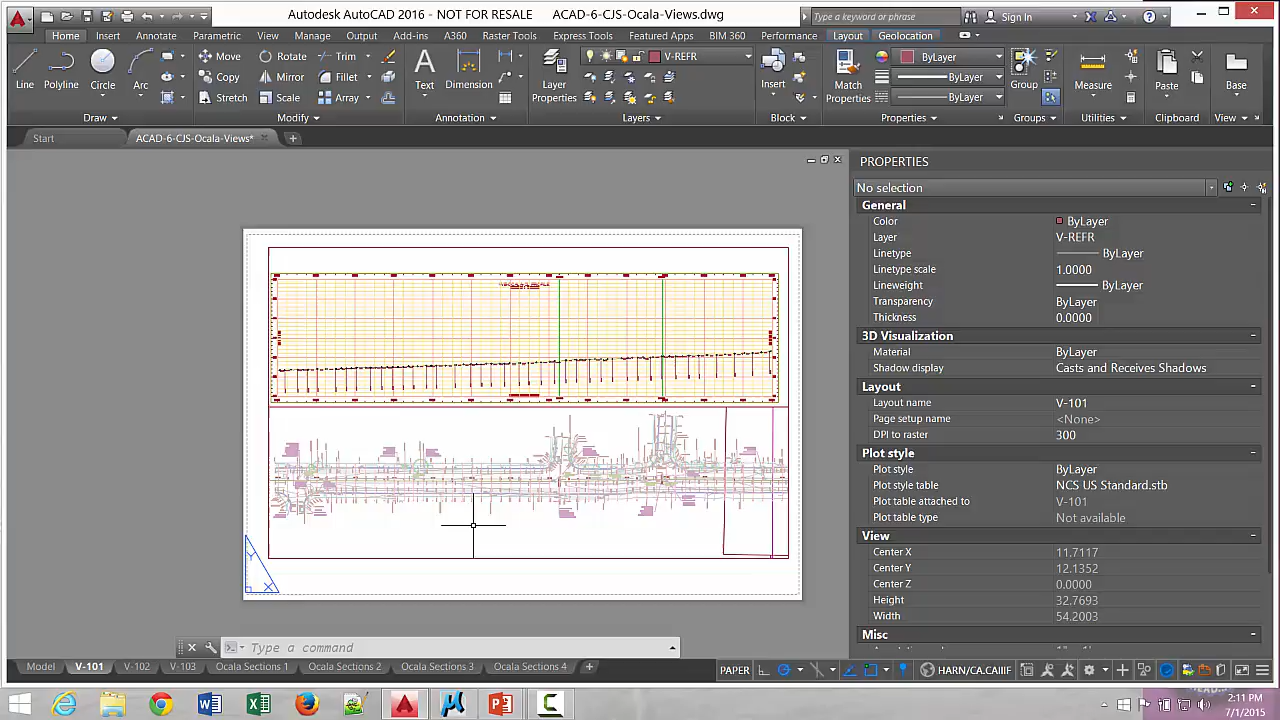 Autodesk AutoCAD 2016 - NOT FOR RESALE ACAD-6-CJS-Ocala-Views.dwg
Type a keyword or phrase
Sign In
Home Insert Annotate Parametric View Manage Output Add-ins A360 Raster Tools Express Tools Featured Apps BIM 360 Performance Layout Geolocation
Line Polyline Circle Arc
Move Rotate Trim
Copy Mirror Fillet
Stretch Scale Array
Text Dimension
Layer Properties
V-REFR
Insert
Match Properties
ByLayer
ByLayer
ByLayer
Group Measure Paste Base
Draw Modify Annotation Layers Block Properties Groups Utilities Clipboard View
Start ACAD-6-CJS-Ocala-Views*
PROPERTIES
No selection
General
Color ByLayer
Layer V-REFR
Linetype ByLayer
Linetype scale 1.0000
Lineweight ByLayer
Transparency ByLayer
Thickness 0.0000
3D Visualization
Material ByLayer
Shadow display Casts and Receives Shadows
Layout
Layout name V-101
Page setup name <None>
DPI to raster 300
Plot style
Plot style ByLayer
Plot style table NCS US Standard.stb
Plot table attached to V-101
Plot table type Not available
View
Center X 11.7117
Center Y 12.1352
Center Z 0.0000
Height 32.7693
Width 54.2003
Misc
Y
X
Type a command
Model V-101 V-102 V-103 Ocala Sections 1 Ocala Sections 2 Ocala Sections 3 Ocala Sections 4
PAPER HARN/CA.CAIIIF
2:11 PM
7/1/2015